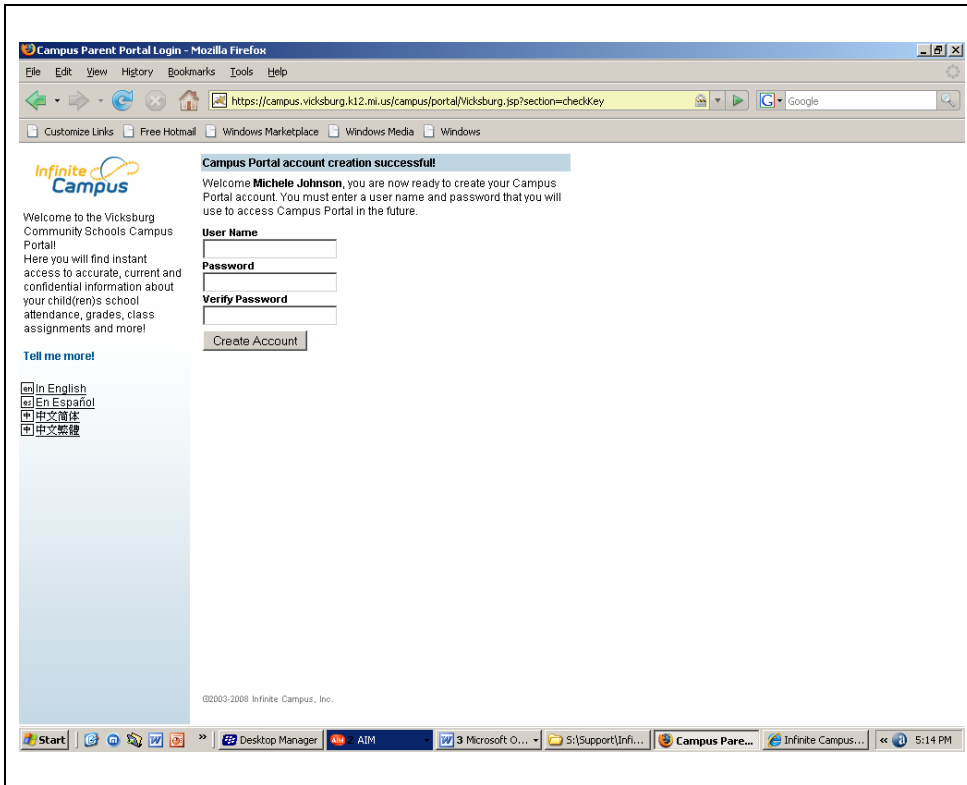 Campus Parent Portal Login - Mozilla Firefox
File Edit View History Bookmarks Tools Help
https://campus.vicksburg.k12.mi.us/campus/portal/Vicksburg.jsp?section=checkKey
G Google
Customize Links Free Hotmail Windows Marketplace Windows Media Windows
Infinite
Campus
Welcome to the Vicksburg
Community Schools Campus
Portal!
Here you will find instant
access to accurate, current and
confidential information about
your child(ren)s school
attendance, grades, class
assignments and more!
Tell me more!
en In English
es En Español
中 中文简体
中 中文繁體
Campus Portal account creation successful!
Welcome Michele Johnson, you are now ready to create your Campus
Portal account. You must enter a user name and password that you will
use to access Campus Portal in the future.
User Name
Password
Verify Password
Create Account
©2003-2008 Infinite Campus, Inc.
Start » Desktop Manager 2 AIM 3 Microsoft O... S:\Support\Infi... Campus Pare... Infinite Campus... « 5:14 PM